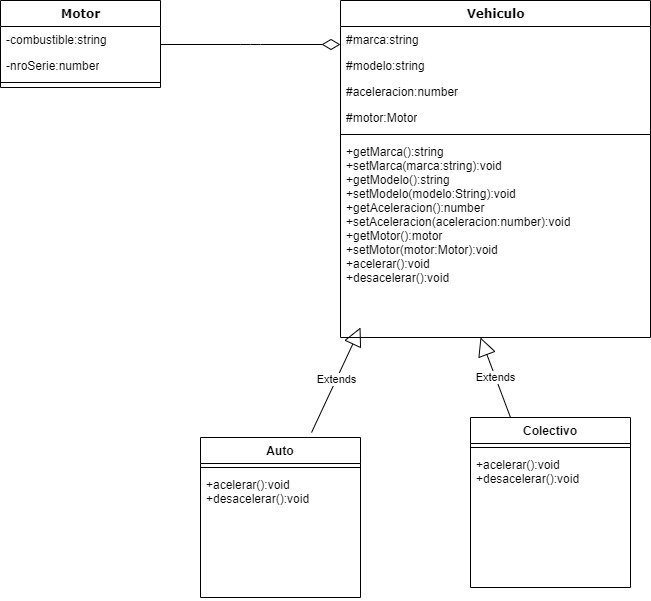 Motor
-combustible:string
-nroSerie:number
Vehiculo
#marca:string
#modelo:string
#aceleracion:number
#motor:Motor
+getMarca():string
+setMarca(marca:string):void
+getModelo():string
+setModelo(modelo:String):void
+getAceleracion():number
+setAceleracion(aceleracion:number):void
+getMotor():motor
+setMotor(motor:Motor):void
+acelerar():void
+desacelerar():void
Extends
Extends
Auto
+acelerar():void
+desacelerar():void
Colectivo
+acelerar():void
+desacelerar():void